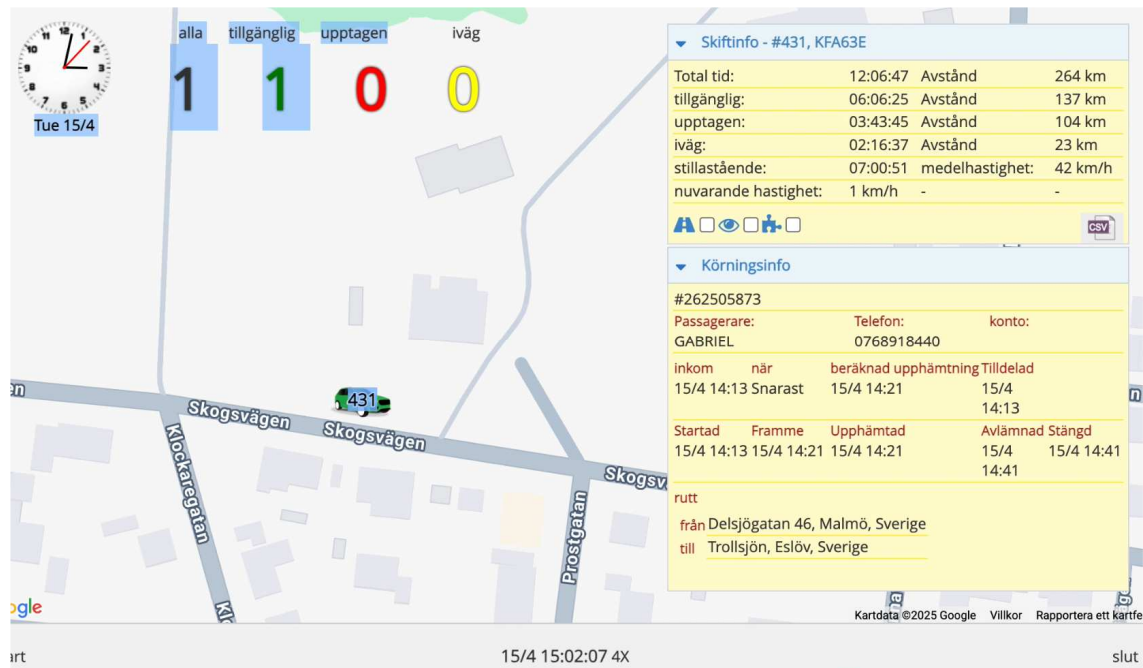 alla tillgänglig upptagen iväg
1 1 0 0
Tue 15/4
Skiftinfo - #431, KFA63E
Total tid: 12:06:47 Avstånd 264 km
tillgänglig: 06:06:25 Avstånd 137 km
upptagen: 03:43:45 Avstånd 104 km
iväg: 02:16:37 Avstånd 23 km
stillastående: 07:00:51 medelhastighet: 42 km/h
nuvarande hastighet: 1 km/h - -
CSV
Körningsinfo
#262505873
Passagerare: Telefon: konto:
GABRIEL 0768918440
inkom när beräknad upphämtning Tilldelad
15/4 14:13 Snarast 15/4 14:21 15/4
14:13
Startad Framme Upphämtad Avlämnad Stängd
15/4 14:13 15/4 14:21 15/4 14:21 15/4 15/4 14:41
14:41
rutt
från Delsjögatan 46, Malmö, Sverige
till Trollsjön, Eslöv, Sverige
431
Skogsvägen
Skogsvägen
Klockaregatan
Prostgatan
Kartdata ©2025 Google Villkor Rapportera ett kartfe
15/4 15:02:07 4X slut